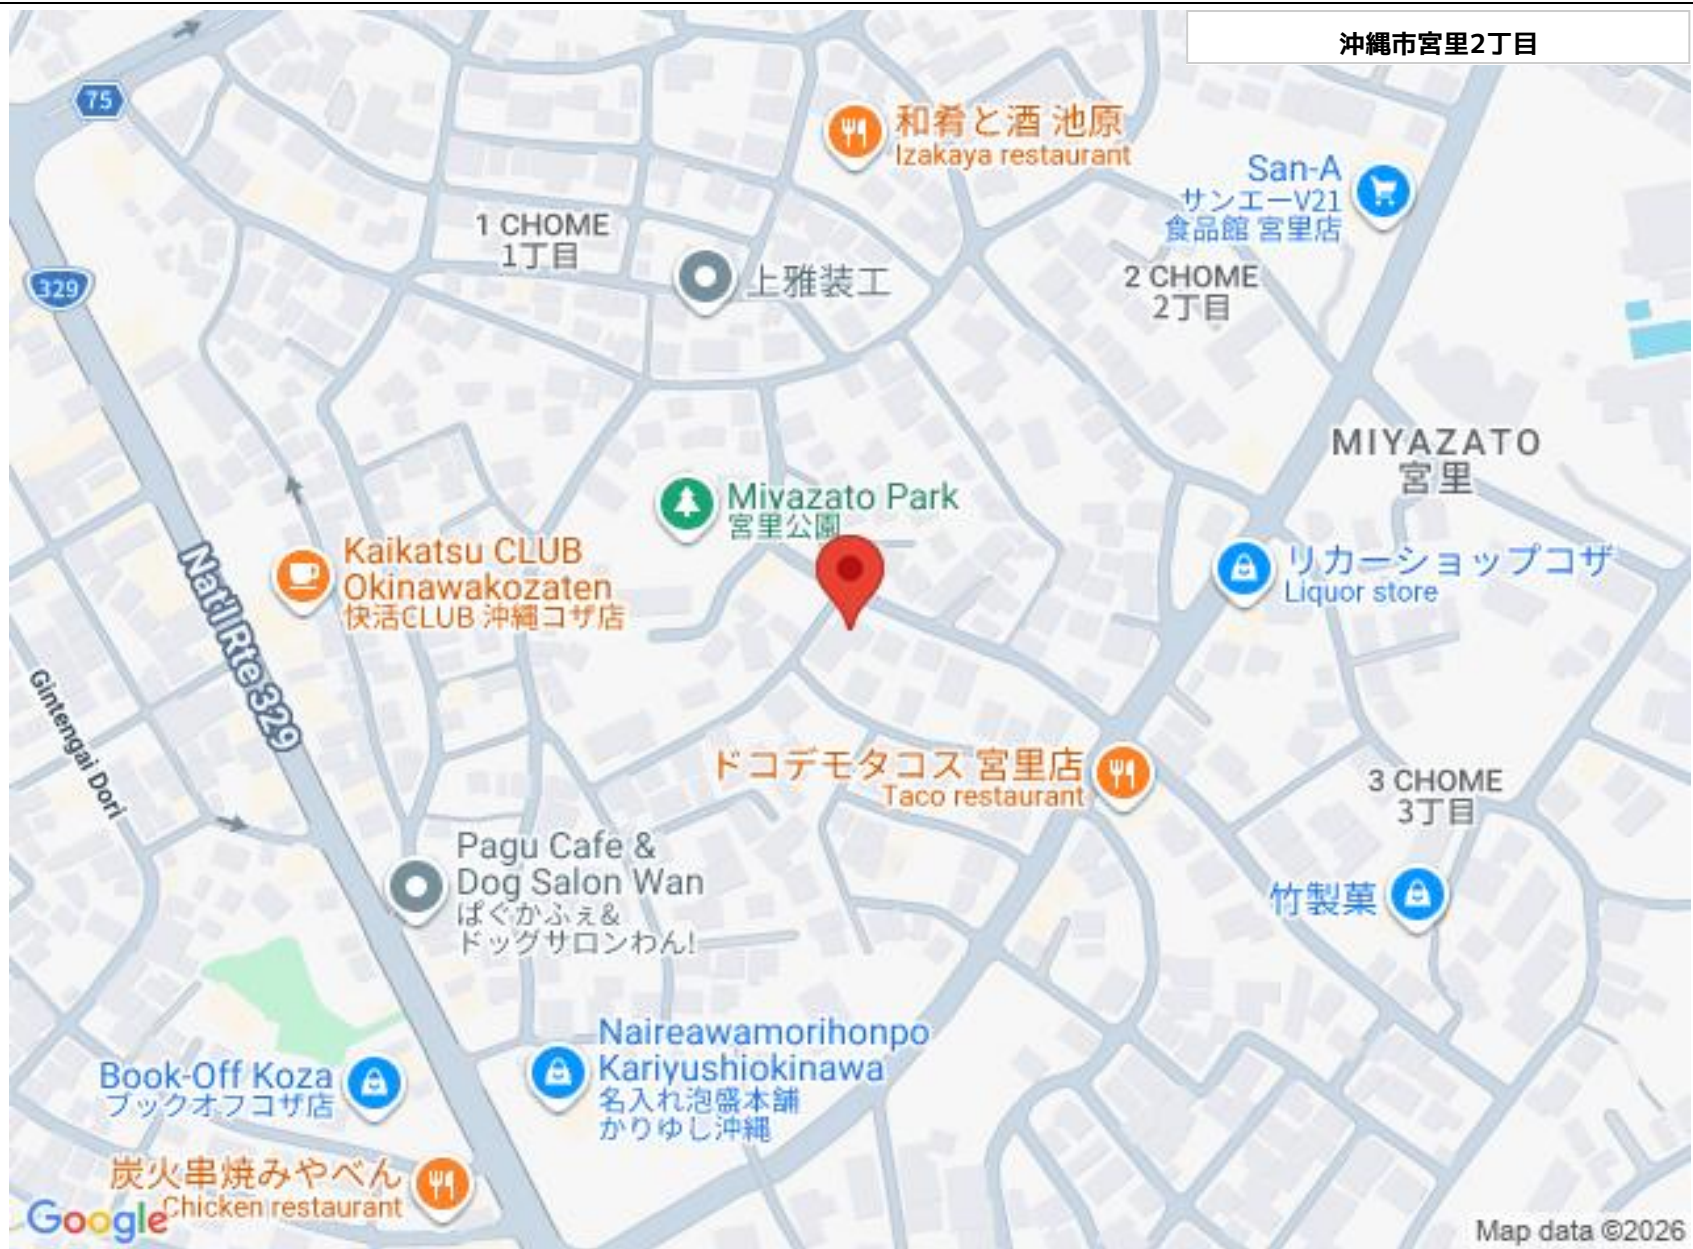 沖縄市宮里2丁目
75
和肴と酒 池原
Izakaya restaurant
San-A
サンエーV21
食品館 宮里店
1 CHOME
1丁目
上雅装工
2 CHOME
2丁目
329
MIYAZATO
宮里
Miyazato Park
宮里公園
Kaikatsu CLUB
Okinawakozaten
快活CLUB 沖縄コザ店
リカーショップコザ
Liquor store
Nat'l Rte 329
Gintengai Dori
ドコデモタコス 宮里店
Taco restaurant
3 CHOME
3丁目
Pagu Cafe &
Dog Salon Wan
ぱぐかふぇ&
ドッグサロンわん!
竹製菓
Naireawamorihonpo
Kariyushiokinawa
名入れ泡盛本舗
かりゆし沖縄
Book-Off Koza
ブックオフコザ店
炭火串焼みやべん
Chicken restaurant
Google
Map data ©2026